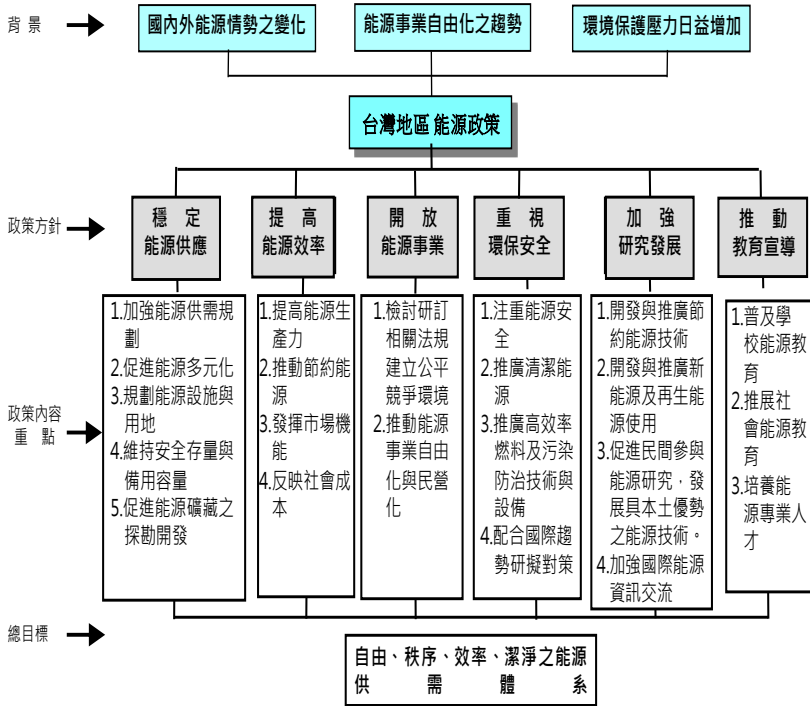 背 景
國內外能源情勢之變化
能源事業自由化之趨勢
環境保護壓力日益增加
台灣地區 能源政策
政策方針
穩 定
能源供應
提 高
能源效率
開 放
能源事業
重 視
環保安全
加 強
研究發展
推 動
教育宣導
政策內容
重 點
1.加強能源供需規
劃
2.促進能源多元化
3.規劃能源設施與
用地
4.維持安全存量與
備用容量
5.促進能源礦藏之
探勘開發
1.提高能源生
產力
2.推動節約能
源
3.發揮市場機
能
4.反映社會成
本
1.檢討研訂
相關法規
建立公平
競爭環境
2.推動能源
事業自由
化與民營
化
1.注重能源安
全
2.推廣清潔能
源
3.推廣高效率
燃料及污染
防治技術與
設備
4.配合國際趨
勢研擬對策
1.開發與推廣節
約能源技術
2.開發與推廣新
能源及再生能
源使用
3.促進民間參與
能源研究，發
展具本土優勢
之能源技術。
4.加強國際能源
資訊交流
1.普及學
校能源教
育
2.推展社
會能源教
育
3.培養能
源專業人
才
總目標
自由、秩序、效率、潔淨之能源
供 需 體 系